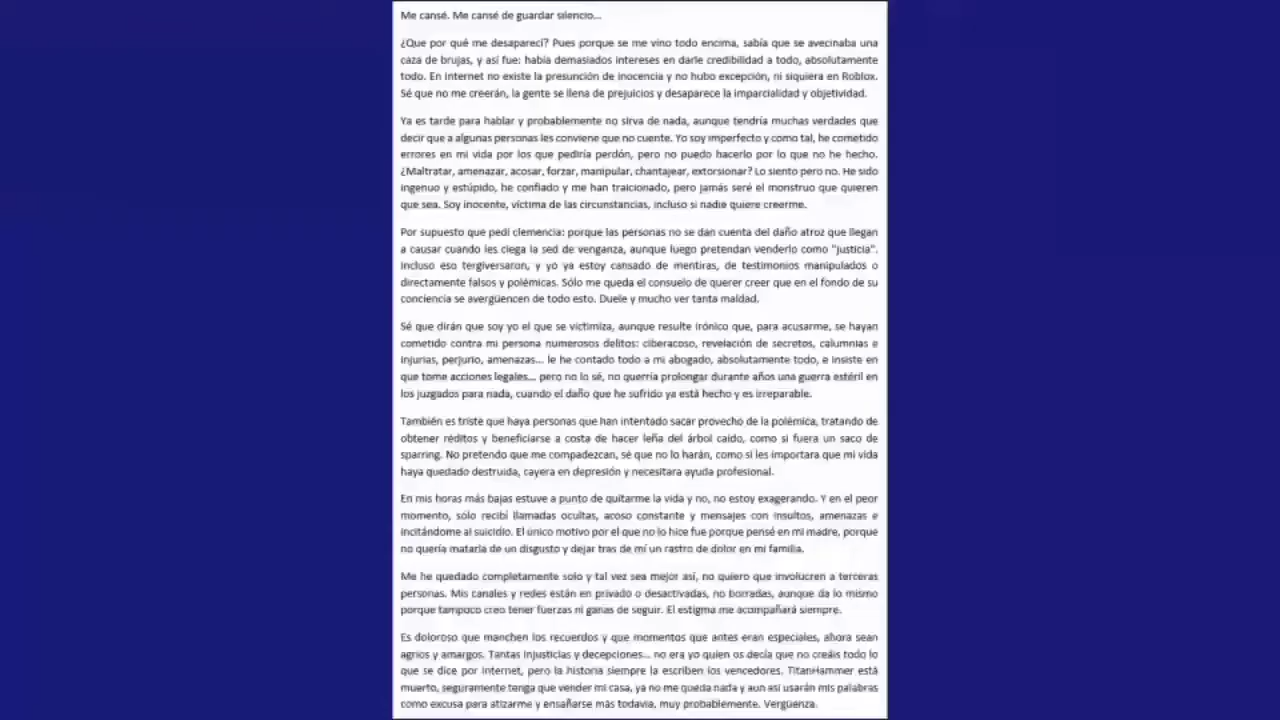 Me cansé. Me cansé de guardar silencio...
¿Que por qué me desaparecí? Pues porque se me vino todo encima, sabía que se avecinaba una
caza de brujas, y así fue: había demasiados intereses en darle credibilidad a todo, absolutamente
todo. En internet no existe la presunción de inocencia y no hubo excepción, ni siquiera en Roblox.
Sé que no me creerán, la gente se llena de prejuicios y desaparece la imparcialidad y objetividad.
Ya es tarde para hablar y probablemente no sirva de nada, aunque tendría muchas verdades que
decir que a algunas personas les conviene que no cuente. Yo soy imperfecto y como tal, he cometido
errores en mi vida por los que pediría perdón, pero no puedo hacerlo por lo que no he hecho.
¿Maltratar, amenazar, acosar, forzar, manipular, chantajear, extorsionar? Lo siento pero no. He sido
ingenuo y estúpido, he confiado y me han traicionado, pero jamás seré el monstruo que quieren
que sea. Soy inocente, víctima de las circunstancias, incluso si nadie quiere creerme.
Por supuesto que pedí clemencia: porque las personas no se dan cuenta del daño atroz que llegan
a causar cuando les ciega la sed de venganza, aunque luego pretendan venderlo como "justicia".
Incluso eso tergiversaron, y yo ya estoy cansado de mentiras, de testimonios manipulados o
directamente falsos y polémicas. Sólo me queda el consuelo de querer creer que en el fondo de su
conciencia se avergüencen de todo esto. Duele y mucho ver tanta maldad.
Sé que dirán que soy yo el que se victimiza, aunque resulte irónico que, para acusarme, se hayan
cometido contra mi persona numerosos delitos: ciberacoso, revelación de secretos, calumnias e
injurias, perjurio, amenazas... le he contado todo a mi abogado, absolutamente todo, e insiste en
que tome acciones legales... pero no lo sé, no querría prolongar durante años una guerra estéril en
los juzgados para nada, cuando el daño que he sufrido ya está hecho y es irreparable.
También es triste que haya personas que han intentado sacar provecho de la polémica, tratando de
obtener réditos y beneficiarse a costa de hacer leña del árbol caído, como si fuera un saco de
sparring. No pretendo que me compadezcan, sé que no lo harán, como si les importara que mi vida
haya quedado destruida, cayera en depresión y necesitara ayuda profesional.
En mis horas más bajas estuve a punto de quitarme la vida y no, no estoy exagerando. Y en el peor
momento, sólo recibí llamadas ocultas, acoso constante y mensajes con insultos, amenazas e
incitándome al suicidio. El único motivo por el que no lo hice fue porque pensé en mi madre, porque
no quería matarla de un disgusto y dejar tras de mí un rastro de dolor en mi familia.
Me he quedado completamente solo y tal vez sea mejor así, no quiero que involucren a terceras
personas. Mis canales y redes están en privado o desactivadas, no borradas, aunque da lo mismo
porque tampoco creo tener fuerzas ni ganas de seguir. El estigma me acompañará siempre.
Es doloroso que manchen los recuerdos y que momentos que antes eran especiales, ahora sean
agrios y amargos. Tantas injusticias y decepciones... no era yo quien os decía que no creáis todo lo
que se dice por internet, pero la historia siempre la escriben los vencedores. TitanHammer está
muerto, seguramente tenga que vender mi casa, ya no me queda nada y aun así usarán mis palabras
como excusa para atizarme y ensañarse más todavía, muy probablemente. Vergüenza.